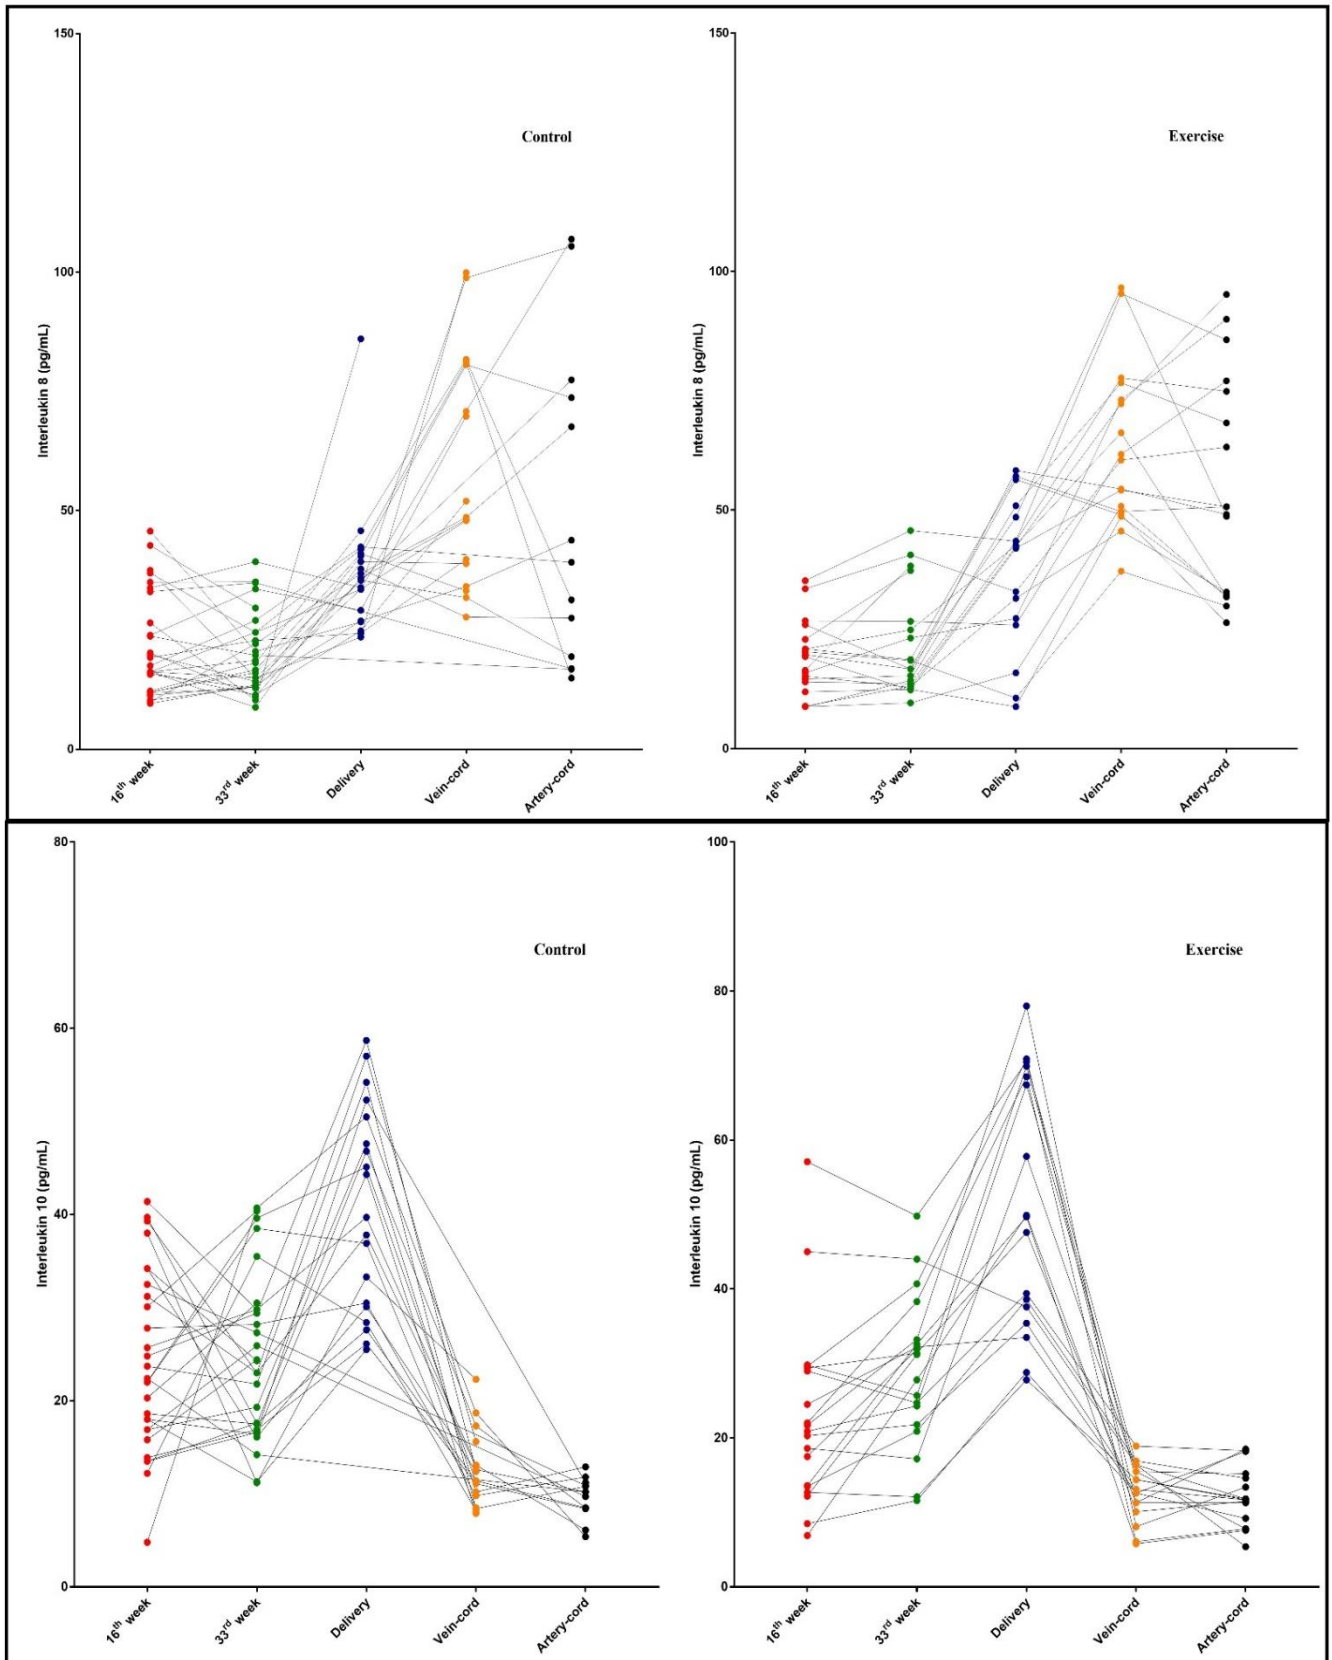 150
100
50
0
Interleukin 8 (pg/mL)
Control
16th week
33rd week
Delivery
Vein-cord
Artery-cord
150
100
50
0
Interleukin 8 (pg/mL)
Exercise
16th week
33rd week
Delivery
Vein-cord
Artery-cord
80
60
40
20
0
Interleukin 10 (pg/mL)
Control
16th week
33rd week
Delivery
Vein-cord
Artery-cord
100
80
60
40
20
0
Interleukin 10 (pg/mL)
Exercise
16th week
33rd week
Delivery
Vein-cord
Artery-cord